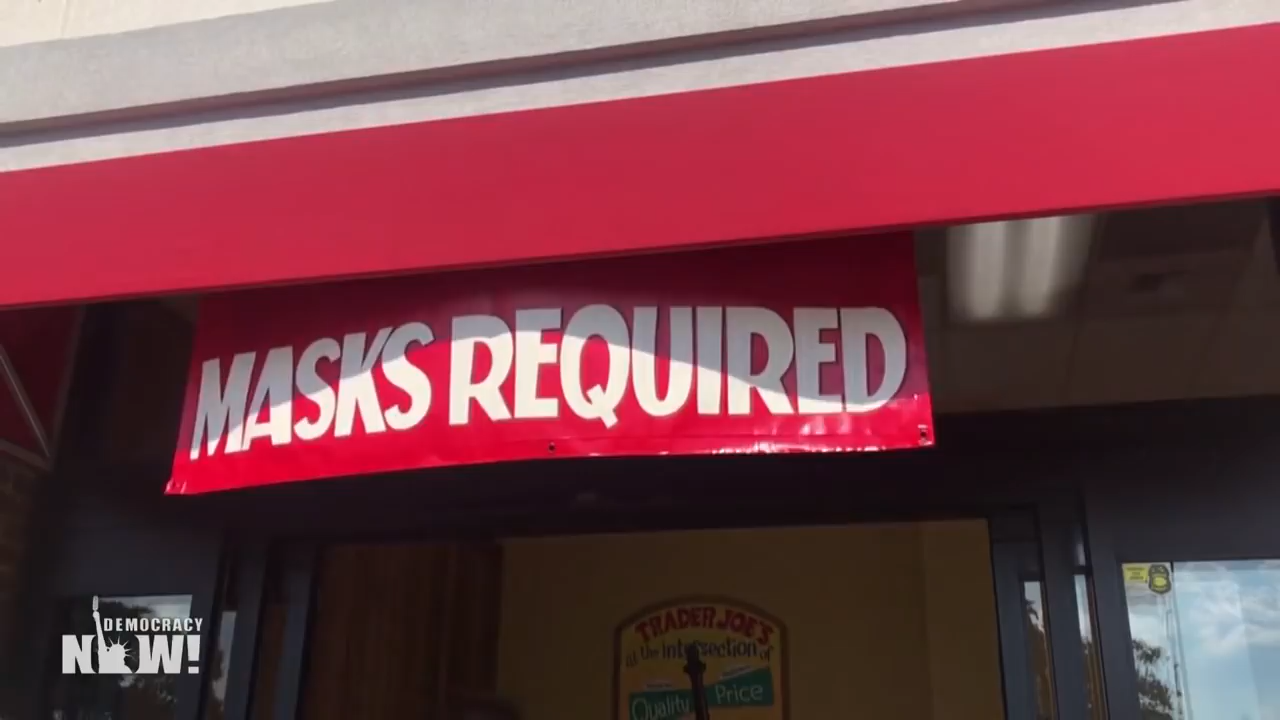 MASKS REQUIRED
TRADER JOE'S
at the intersection of
Quality
Price
DEMOCRACY
NOW!